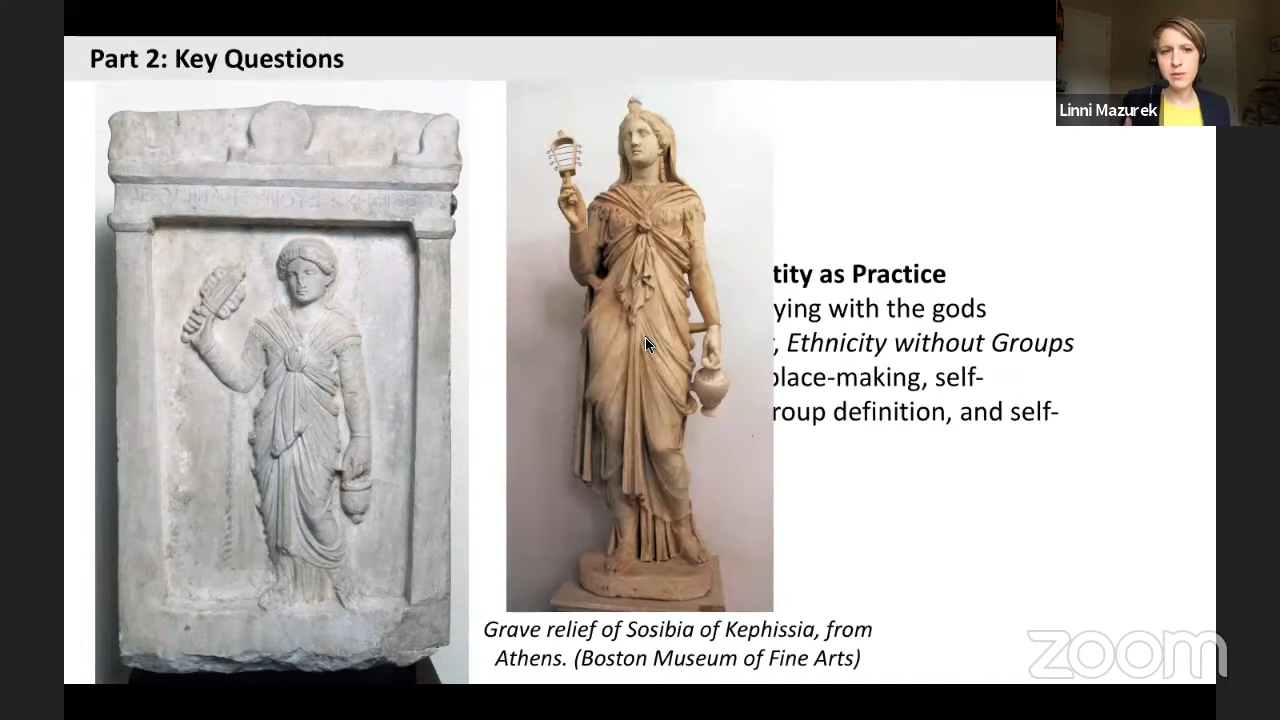 Part 2: Key Questions
Linni Mazurek
tity as Practice
ying with the gods
, Ethnicity without Groups
place-making, self-
roup definition, and self-
Grave relief of Sosibia of Kephissia, from
Athens. (Boston Museum of Fine Arts)
zoom